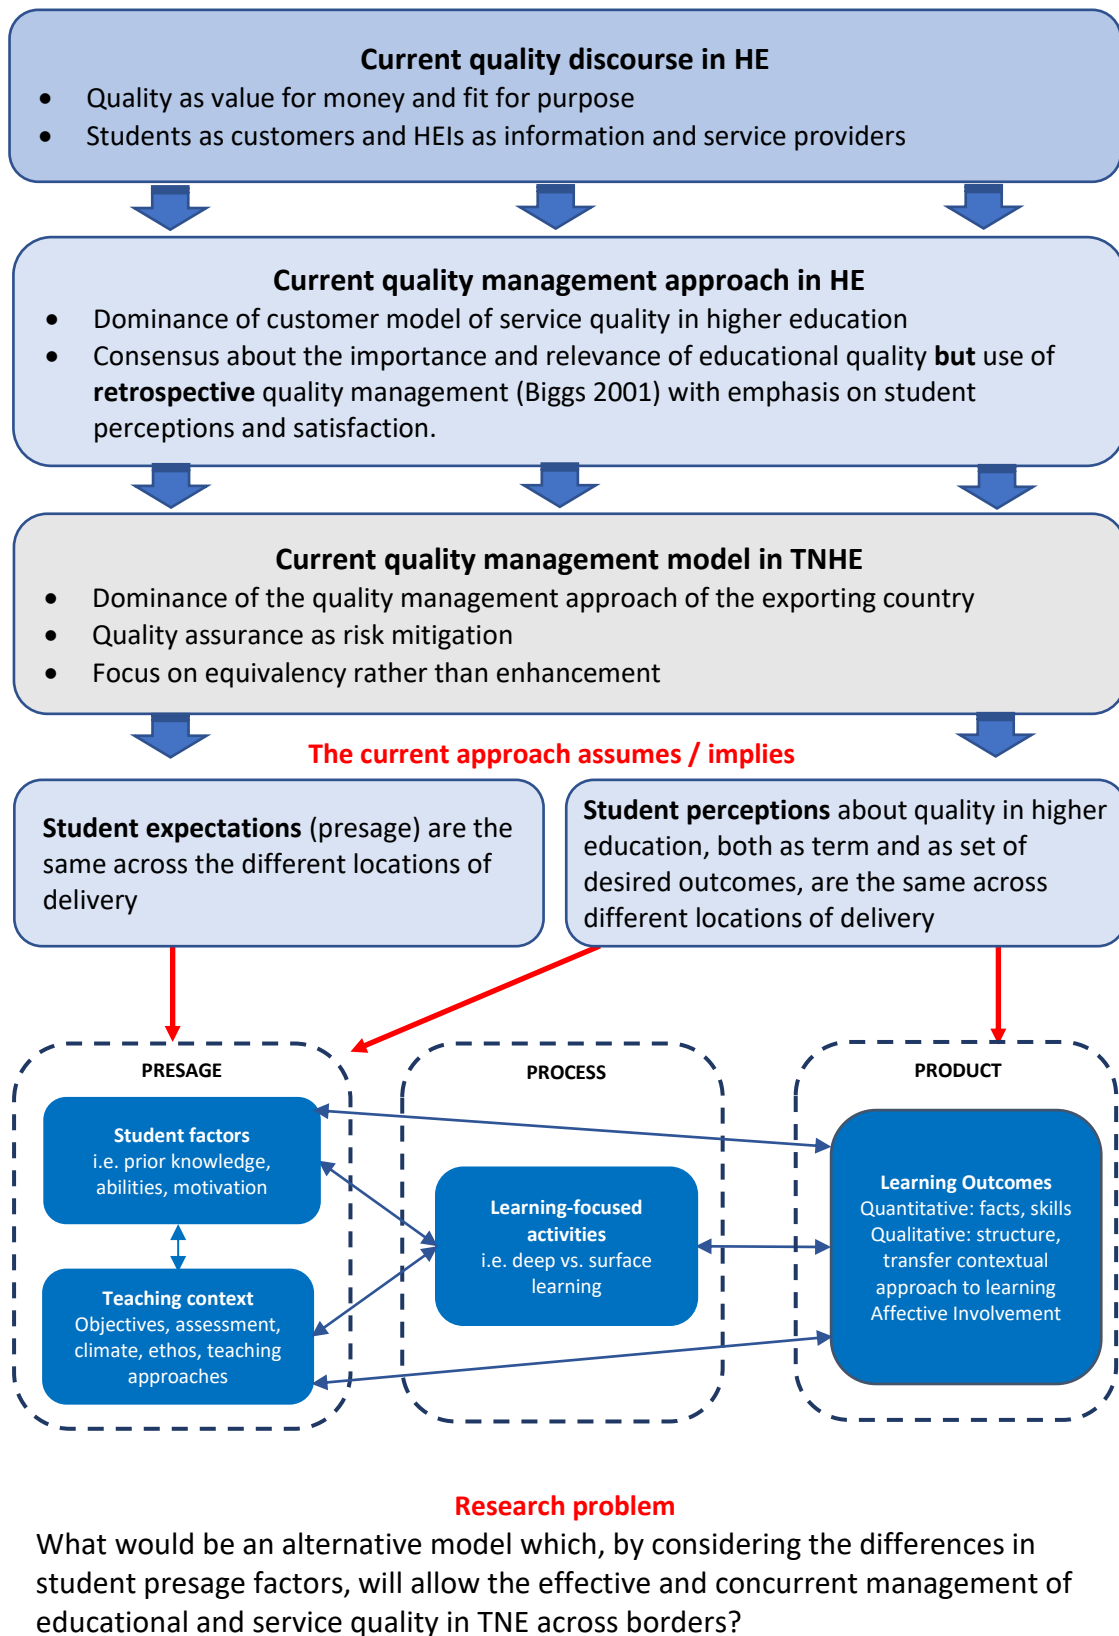 Current quality discourse in HE
• Quality as value for money and fit for purpose
• Students as customers and HEIs as information and service providers
Current quality management approach in HE
• Dominance of customer model of service quality in higher education
• Consensus about the importance and relevance of educational quality but use of
retrospective quality management (Biggs 2001) with emphasis on student
perceptions and satisfaction.
Current quality management model in TNHE
• Dominance of the quality management approach of the exporting country
• Quality assurance as risk mitigation
• Focus on equivalency rather than enhancement
The current approach assumes / implies
Student expectations (presage) are the
same across the different locations of
delivery
Student perceptions about quality in higher
education, both as term and as set of
desired outcomes, are the same across
different locations of delivery
PRESAGE
Student factors
i.e. prior knowledge,
abilities, motivation
Teaching context
Objectives, assessment,
climate, ethos, teaching
approaches
PROCESS
Learning-focused
activities
i.e. deep vs. surface
learning
PRODUCT
Learning Outcomes
Quantitative: facts, skills
Qualitative: structure,
transfer contextual
approach to learning
Affective Involvement
Research problem
What would be an alternative model which, by considering the differences in
student presage factors, will allow the effective and concurrent management of
educational and service quality in TNE across borders?